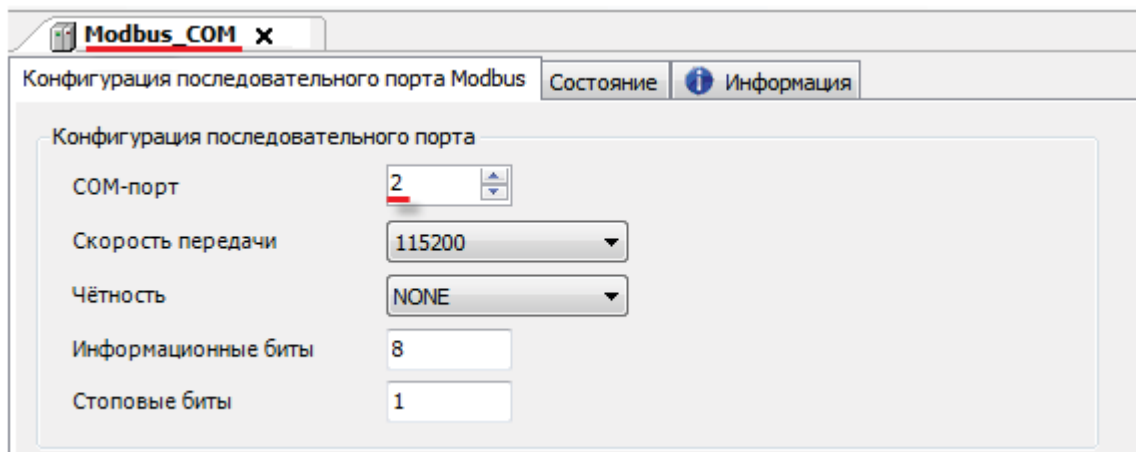 Modbus_COM x
Конфигурация последовательного порта Modbus Состояние Информация
Конфигурация последовательного порта
COM-порт 2
Скорость передачи 115200
Чётность NONE
Информационные биты 8
Стоповые биты 1